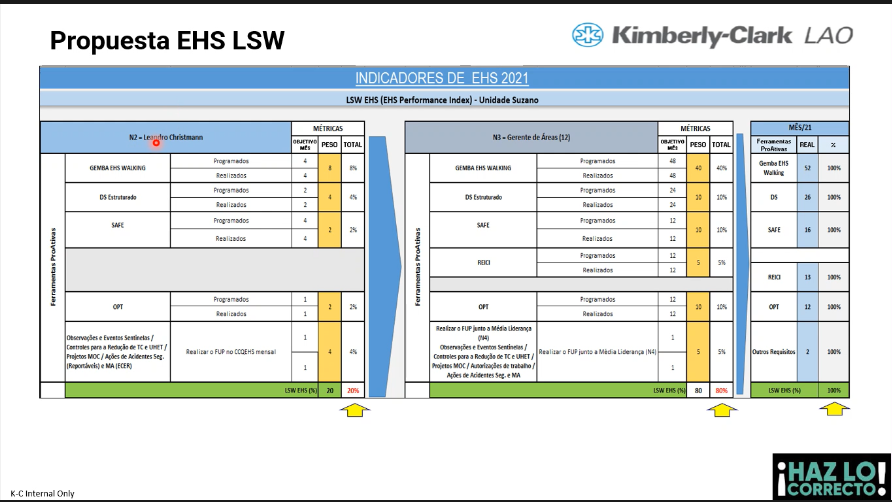 Propuesta EHS LSW
Kimberly-Clark LAO
INDICADORES DE EHS 2021
LSW EHS (EHS Performance Index) - Unidade Suzano
N2 = Leandro Christmann
MÉTRICAS
OBJETIVO MÊS
PESO
TOTAL
Ferramentas ProAtivas
GEMBA EHS WALKING
Programados
4
Realizados
4
8
8%
DS Estruturado
Programados
2
Realizados
2
4
4%
SAFE
Programados
4
Realizados
4
2
2%
OPT
Programados
1
Realizados
1
2
2%
Observações e Eventos Sentinelas /
Controles para a Redução de TC e UHET /
Projetos MOC / Ações de Acidentes Seg.
(Reportáveis) e MA (ECER)
Realizar o FUP no CCQEHS mensal
1
1
4
4%
LSW EHS (%)
20
20%
N3 = Gerente de Áreas (12)
MÉTRICAS
OBJETIVO MÊS
PESO
TOTAL
Ferramentas ProAtivas
GEMBA EHS WALKING
Programados
48
Realizados
48
40
40%
DS Estruturado
Programados
24
Realizados
24
10
10%
SAFE
Programados
12
Realizados
12
10
10%
REICI
Programados
12
Realizados
12
5
5%
OPT
Programados
12
Realizados
12
10
10%
Realizar o FUP junto a Média Liderança
(N4)
Observações e Eventos Sentinelas /
Controles para a Redução de TC e UHET /
Projetos MOC / Autorizações de trabalho /
Ações de Acidentes Seg. e MA
Realizar o FUP junto a Média Liderança (N4)
1
1
5
5%
LSW EHS (%)
80
80%
MÊS/21
Ferramentas ProAtivas
REAL
%
Gemba EHS Walking
52
100%
DS
26
100%
SAFE
16
100%
REICI
13
100%
OPT
12
100%
Outros Requisitos
2
100%
LSW EHS (%)
100%
K-C Internal Only
¡HAZ LO
CORRECTO!